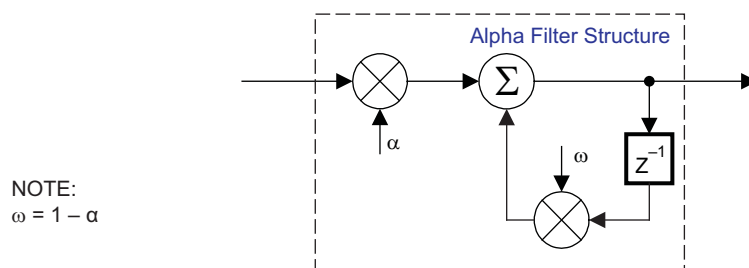 Alpha Filter Structure
Σ
α
ω
z⁻¹
NOTE:
ω = 1 – α